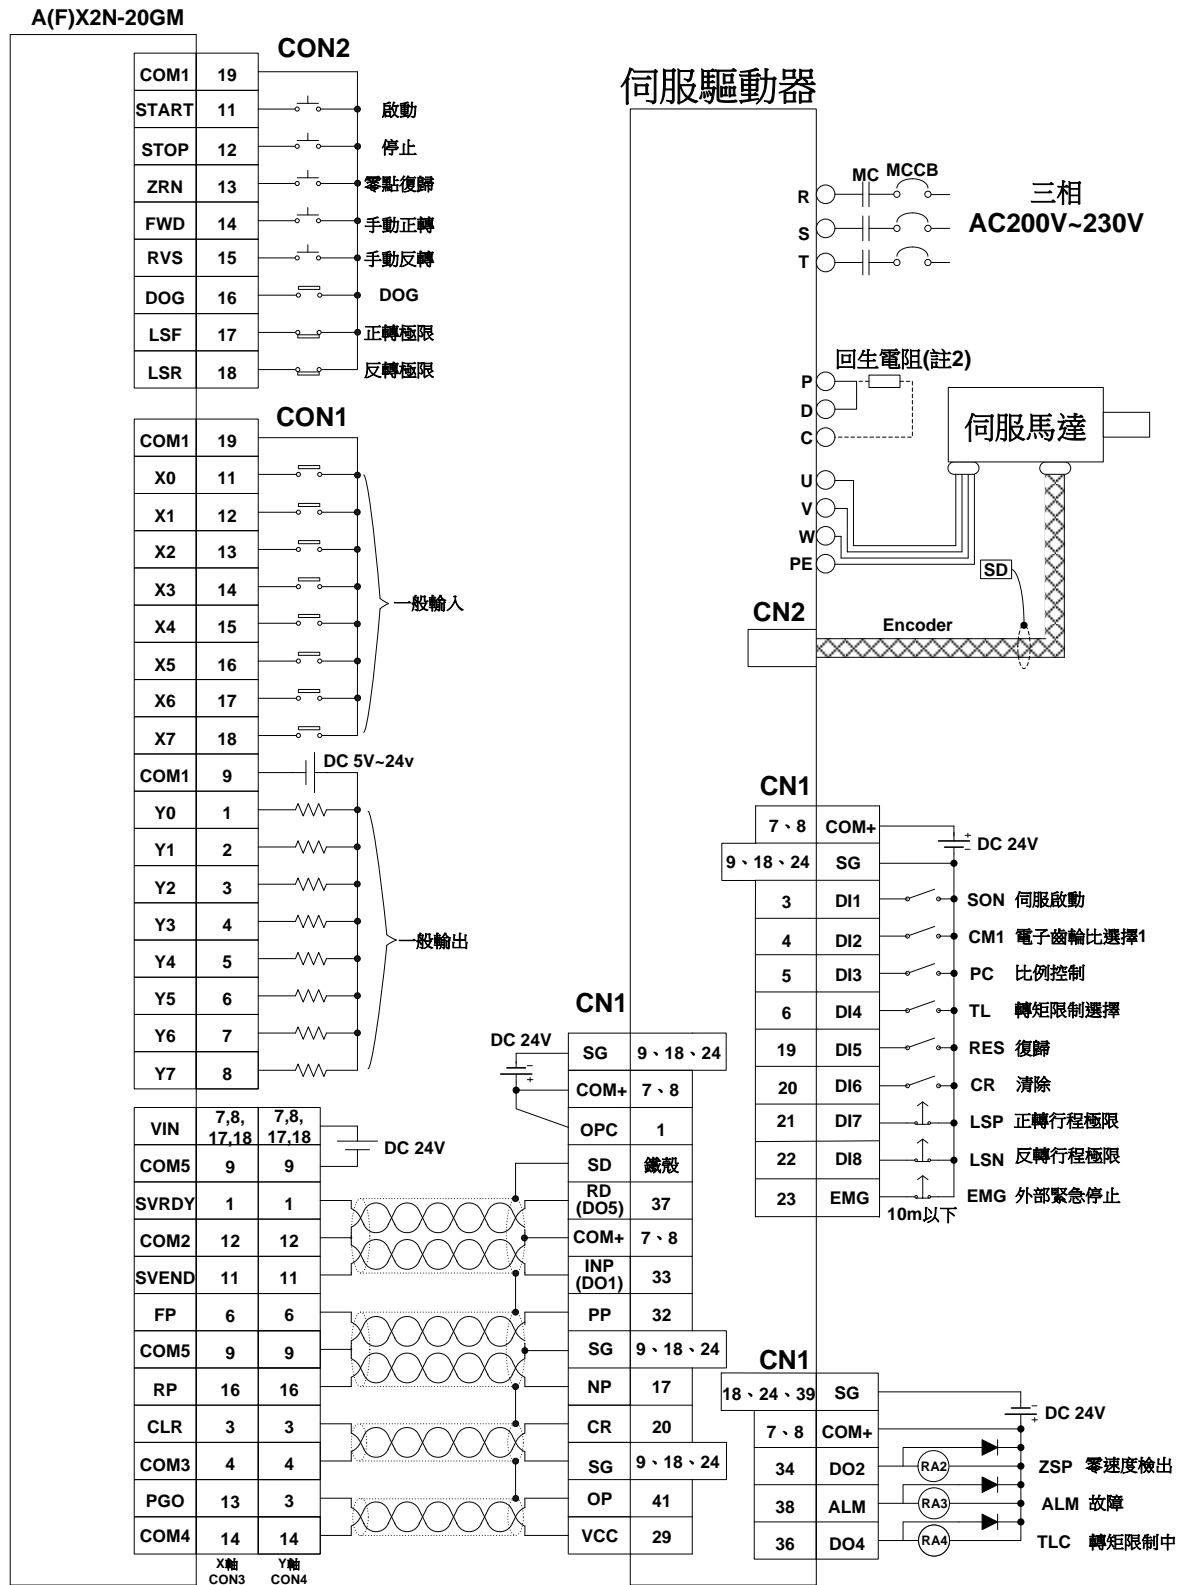 A(F)X2N-20GM
CON2
COM1 19
START 11 啟動
STOP 12 停止
ZRN 13 零點復歸
FWD 14 手動正轉
RVS 15 手動反轉
DOG 16 DOG
LSF 17 正轉極限
LSR 18 反轉極限
CON1
COM1 19
X0 11
X1 12
X2 13
X3 14
一般輸入
X4 15
X5 16
X6 17
X7 18
COM1 9 DC 5V~24v
Y0 1
Y1 2
Y2 3
Y3 4
一般輸出
Y4 5
Y5 6
Y6 7
Y7 8
VIN 7,8, 17,18 7,8, 17,18
DC 24V
COM5 9 9
SVRDY 1 1
COM2 12 12
SVEND 11 11
FP 6 6
COM5 9 9
RP 16 16
CLR 3 3
COM3 4 4
PGO 13 3
COM4 14 14
X軸 Y軸
CON3 CON4
CN1
DC 24V
− +
SG 9、18、24
COM+ 7、8
OPC 1
SD 鐵殼
RD (DO5) 37
COM+ 7、8
INP (DO1) 33
PP 32
SG 9、18、24
NP 17
CR 20
SG 9、18、24
OP 41
VCC 29
伺服驅動器
MC MCCB
R
S
T
三相
AC200V~230V
回生電阻(註2)
P
D
C
伺服馬達
U
V
W
PE
SD
CN2
Encoder
CN1
7、8 COM+
+ − DC 24V
9、18、24 SG
3 DI1 SON 伺服啟動
4 DI2 CM1 電子齒輪比選擇1
5 DI3 PC 比例控制
6 DI4 TL 轉矩限制選擇
19 DI5 RES 復歸
20 DI6 CR 清除
21 DI7 LSP 正轉行程極限
22 DI8 LSN 反轉行程極限
23 EMG EMG 外部緊急停止
10m以下
CN1
18、24、39 SG
− + DC 24V
7、8 COM+
34 DO2 RA2 ZSP 零速度檢出
38 ALM RA3 ALM 故障
36 DO4 RA4 TLC 轉矩限制中